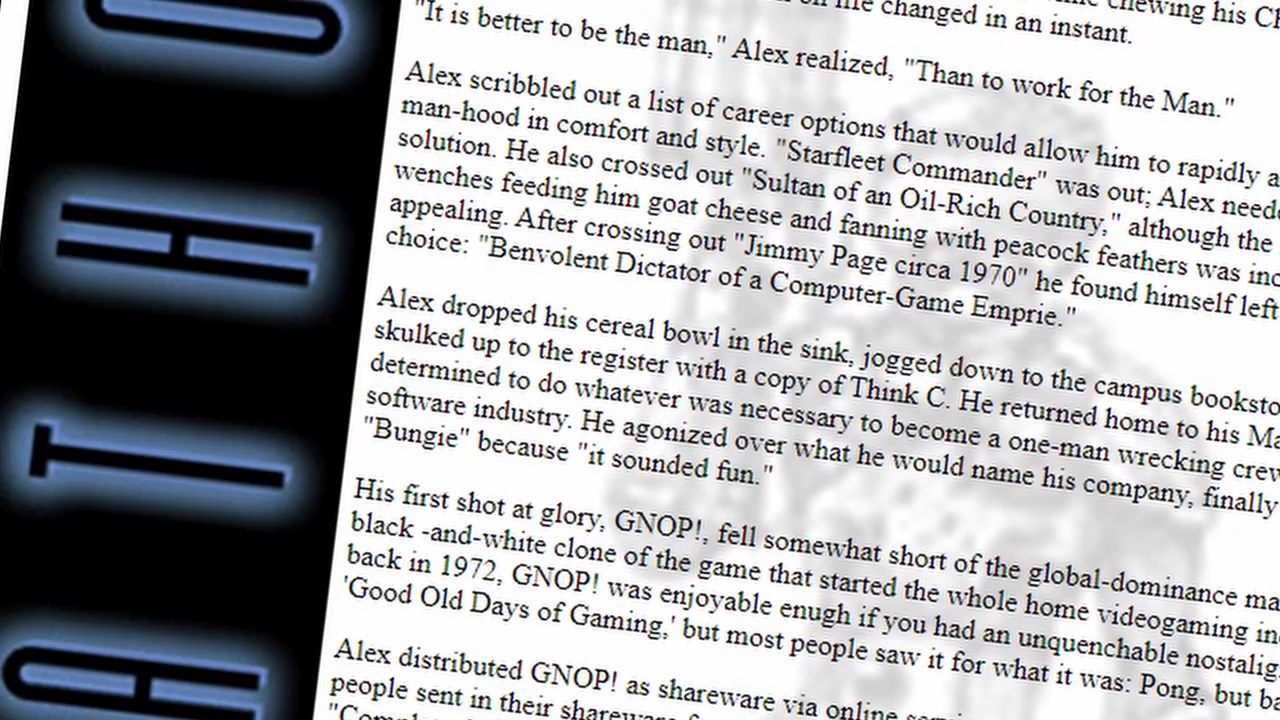 chewing his
life changed in an instant.
"It is better to be the man," Alex realized, "Than to work for the Man."
Alex scribbled out a list of career options that would allow him to rapidly
man-hood in comfort and style. "Starfleet Commander" was out; Alex
solution. He also crossed out "Sultan of an Oil-Rich Country," although the
wenches feeding him goat cheese and fanning with peacock feathers was
appealing. After crossing out "Jimmy Page circa 1970" he found himself left
choice: "Benvolent Dictator of a Computer-Game Emprie."
Alex dropped his cereal bowl in the sink, jogged down to the campus
skulked up to the register with a copy of Think C. He returned home to his
determined to do whatever was necessary to become a one-man wrecking
software industry. He agonized over what he would name his company, finally
"Bungie" because "it sounded fun."
His first shot at glory, GNOP!, fell somewhat short of the global-dominance
black -and-white clone of the game that started the whole home videogaming
back in 1972, GNOP! was enjoyable enugh if you had an unquenchable
'Good Old Days of Gaming,' but most people saw it for what it was: Pong, but
Alex distributed GNOP! as shareware via online
people sent in their shareware